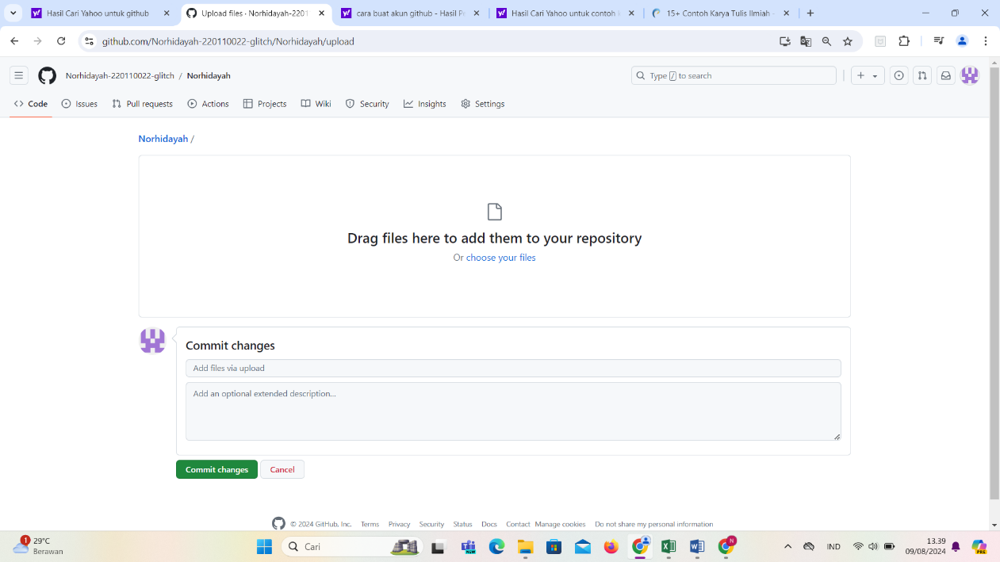 Hasil Cari Yahoo untuk github
Upload files · Norhidayah-2201
cara buat akun github - Hasil Pe
Hasil Cari Yahoo untuk contoh k
15+ Contoh Karya Tulis Ilmiah
github.com/Norhidayah-220110022-glitch/Norhidayah/upload
Norhidayah-220110022-glitch / Norhidayah
Type / to search
Code
Issues
Pull requests
Actions
Projects
Wiki
Security
Insights
Settings
Norhidayah /
Drag files here to add them to your repository
Or choose your files
Commit changes
Add files via upload
Add an optional extended description...
Commit changes
Cancel
© 2024 GitHub, Inc.
Terms
Privacy
Security
Status
Docs
Contact
Manage cookies
Do not share my personal information
1
29°C
Berawan
Cari
NEW
N
IND
13.39
09/08/2024
PRE